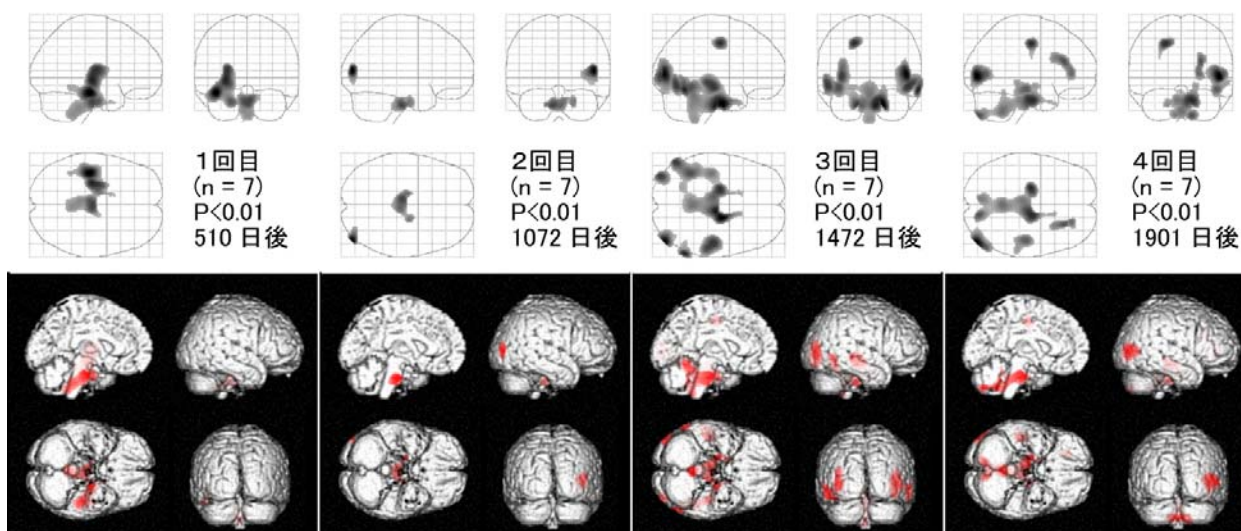 1回目
(n = 7)
P<0.01
510 日後
2回目
(n = 7)
P<0.01
1072 日後
3回目
(n = 7)
P<0.01
1472 日後
4回目
(n = 7)
P<0.01
1901 日後